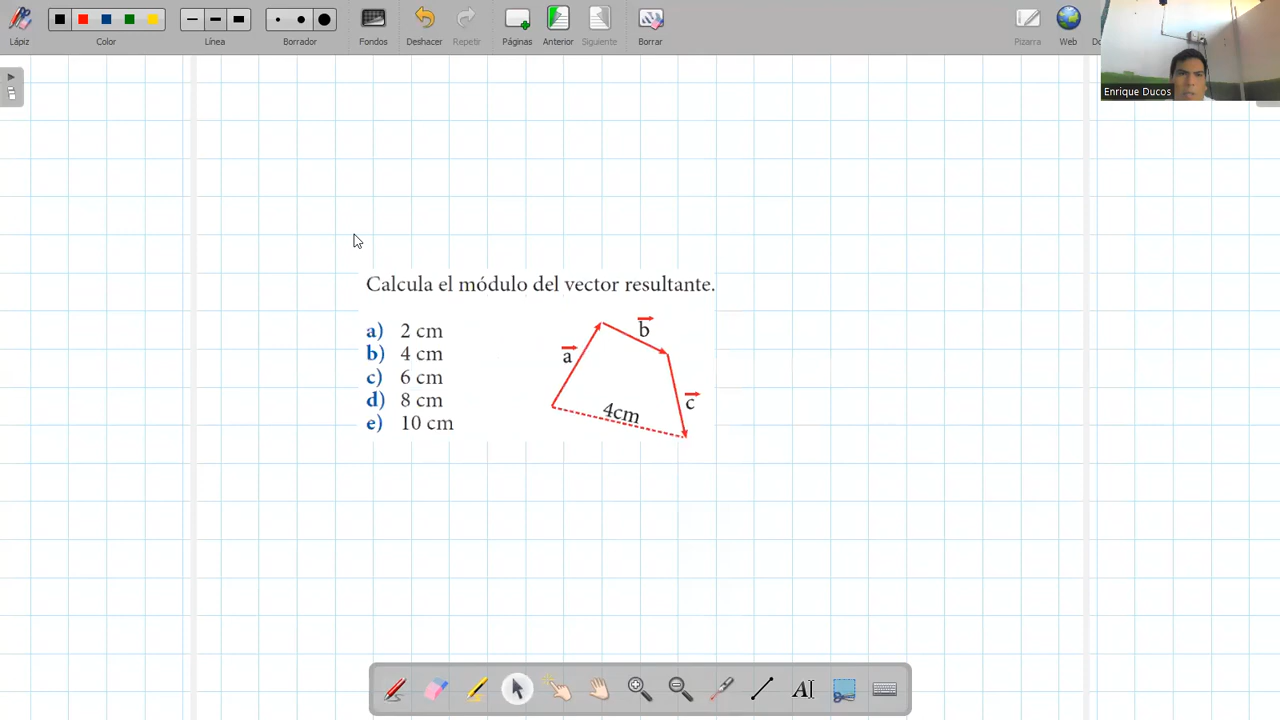 Lápiz
Color
Línea
Borrador
Fondos
Deshacer
Repetir
Páginas
Anterior
Siguiente
Borrar
Pizarra
Web
Enrique Ducos
Calcula el módulo del vector resultante.
a) 2 cm
b) 4 cm
c) 6 cm
d) 8 cm
e) 10 cm
a
b
c
4cm
A